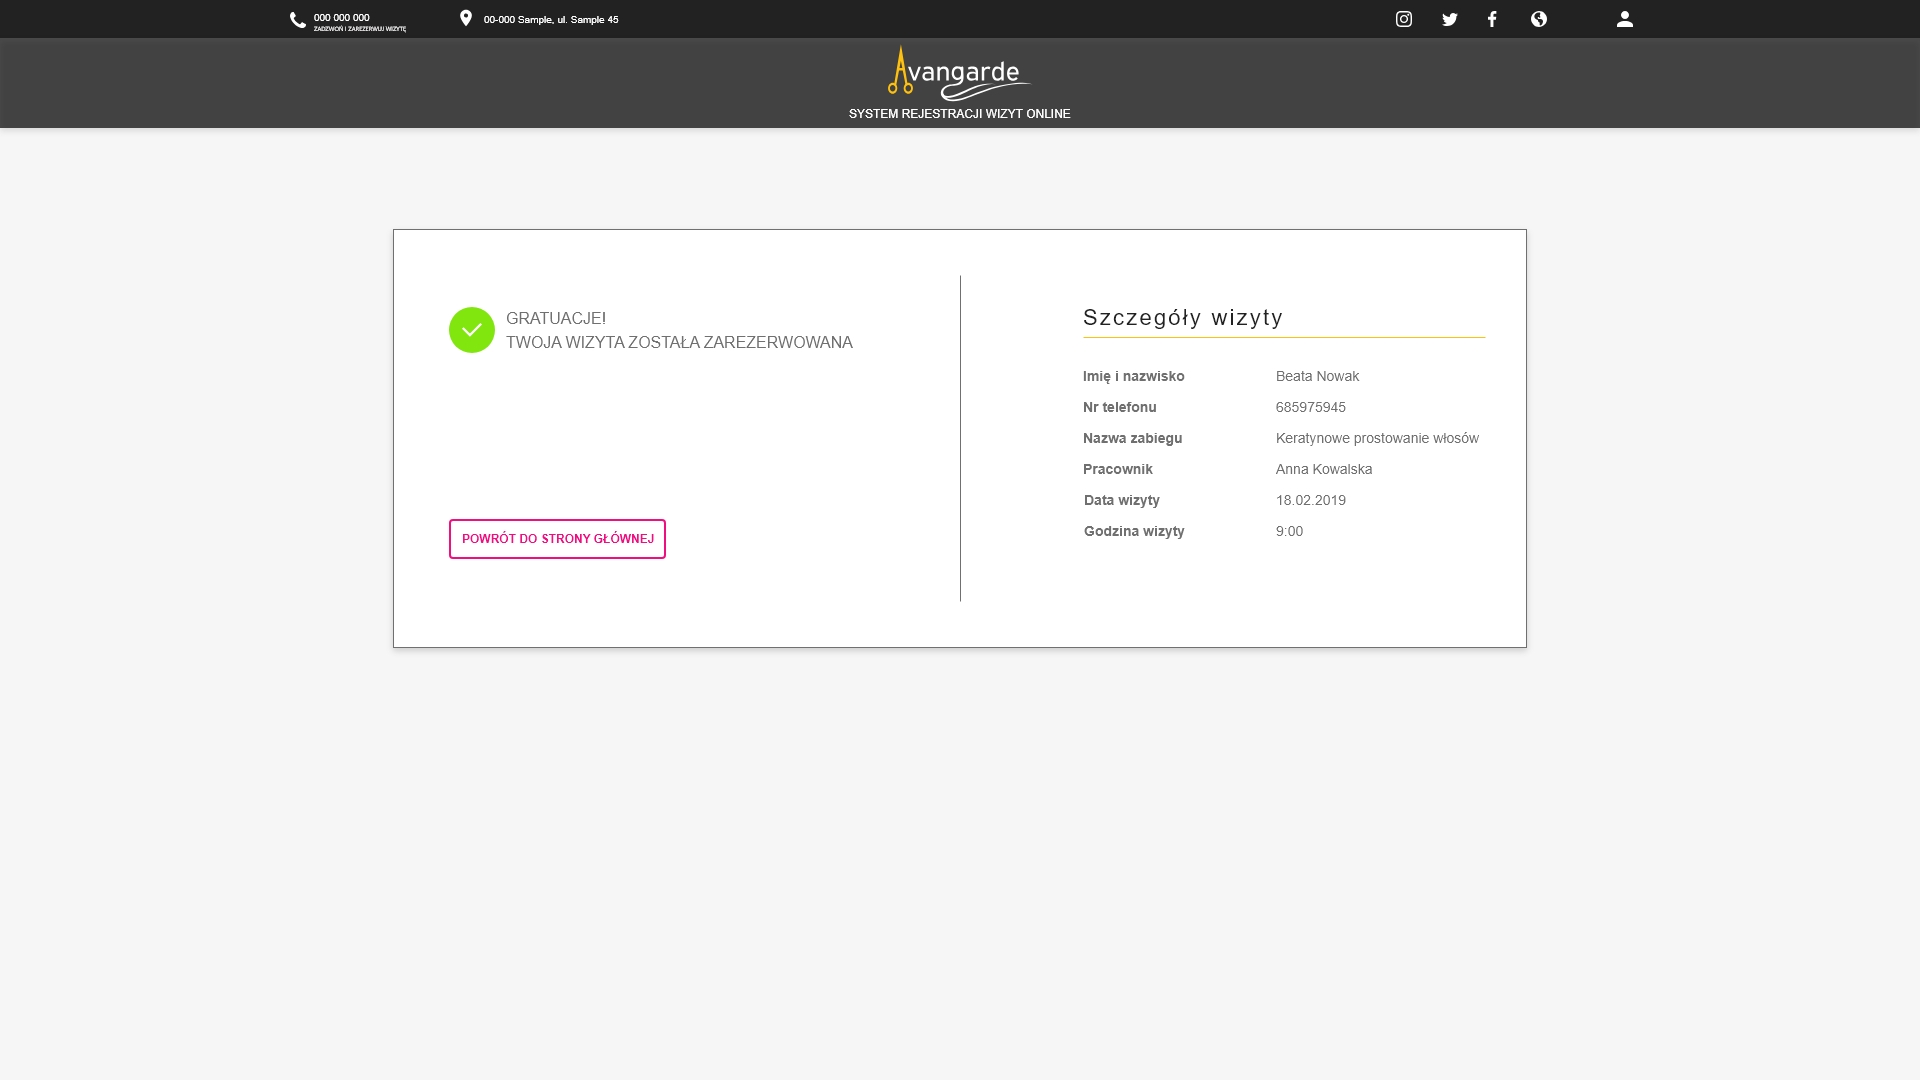 000 000 000
ZADZWOŃ I ZAREZERWUJ WIZYTĘ
00-000 Sample, ul. Sample 45
Avangarde
SYSTEM REJESTRACJI WIZYT ONLINE
GRATUACJE!
TWOJA WIZYTA ZOSTAŁA ZAREZERWOWANA
POWRÓT DO STRONY GŁÓWNEJ
Szczegóły wizyty
Imię i nazwisko Beata Nowak
Nr telefonu 685975945
Nazwa zabiegu Keratynowe prostowanie włosów
Pracownik Anna Kowalska
Data wizyty 18.02.2019
Godzina wizyty 9:00